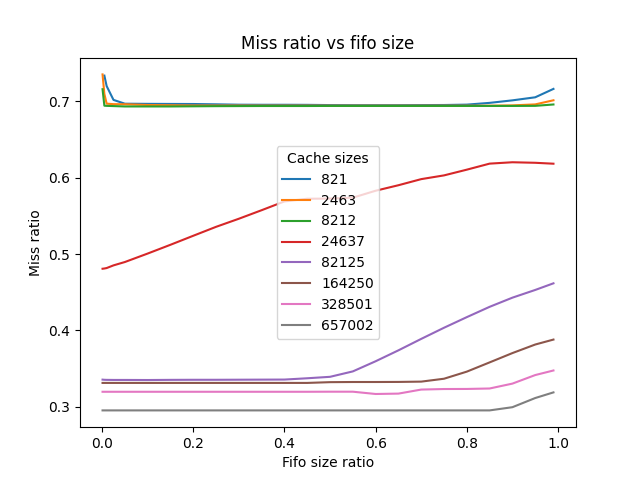 Miss ratio vs fifo size
Miss ratio
0.7
0.6
0.5
0.4
0.3
Cache sizes
821
2463
8212
24637
82125
164250
328501
657002
0.0 0.2 0.4 0.6 0.8 1.0
Fifo size ratio